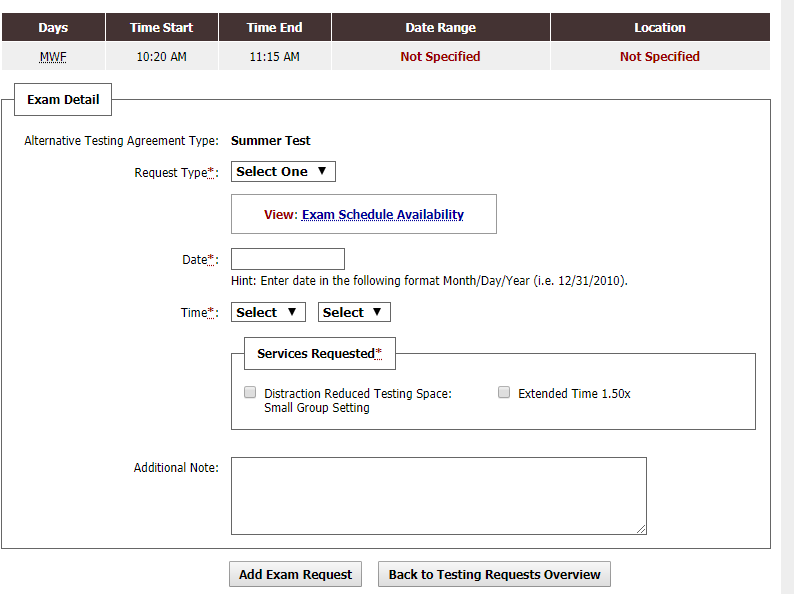 Days Time Start Time End Date Range Location
MWF 10:20 AM 11:15 AM Not Specified Not Specified
Exam Detail
Alternative Testing Agreement Type: Summer Test
Request Type*: Select One ▼
View: Exam Schedule Availability
Date*:
Hint: Enter date in the following format Month/Day/Year (i.e. 12/31/2010).
Time*: Select ▼ Select ▼
Services Requested*
Distraction Reduced Testing Space: Extended Time 1.50x
Small Group Setting
Additional Note:
Add Exam Request Back to Testing Requests Overview